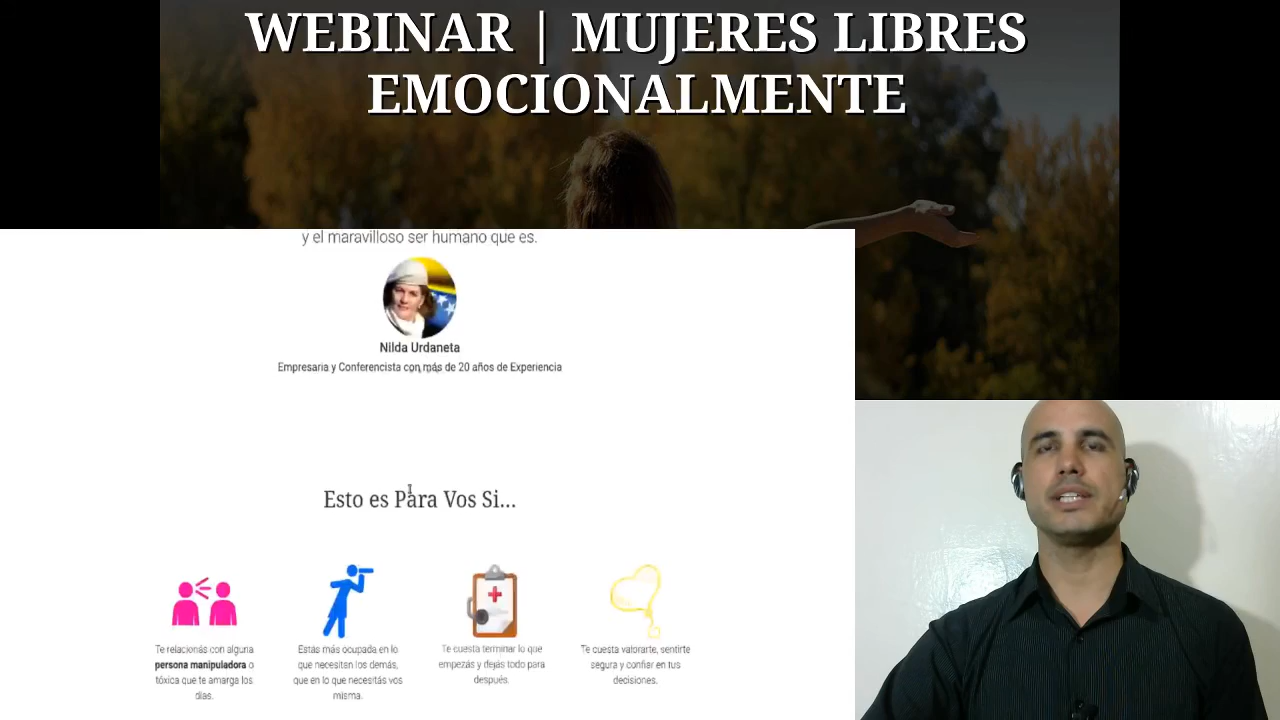 WEBINAR | MUJERES LIBRES
EMOCIONALMENTE
y el maravilloso ser humano que es.
Nilda Urdaneta
Empresaria y Conferencista con más de 20 años de Experiencia
Esto es Para Vos Si...
Te relacionás con alguna
persona manipuladora o
tóxica que te amarga los
días.
Estás más ocupada en lo
que necesitan los demás,
que en lo que necesitás vos
misma.
Te cuesta terminar lo que
empezás y dejás todo para
después.
Te cuesta valorarte, sentirte
segura y confiar en tus
decisiones.